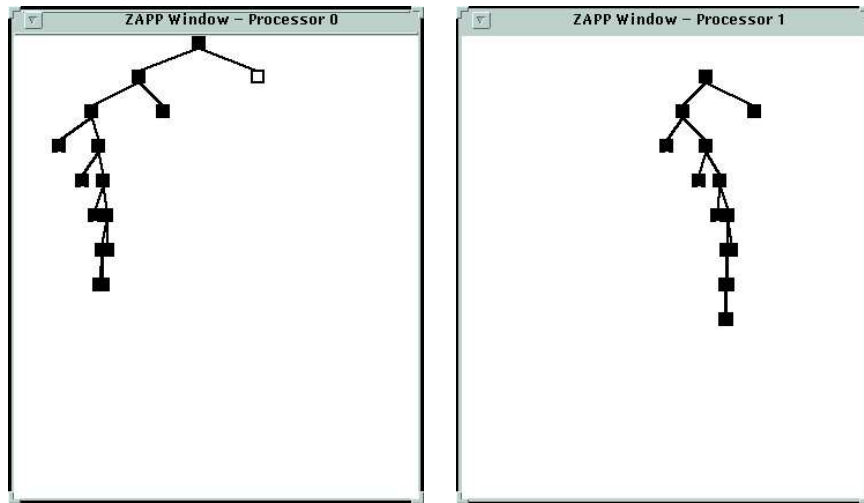 ZAPP Window – Processor 0
ZAPP Window – Processor 1